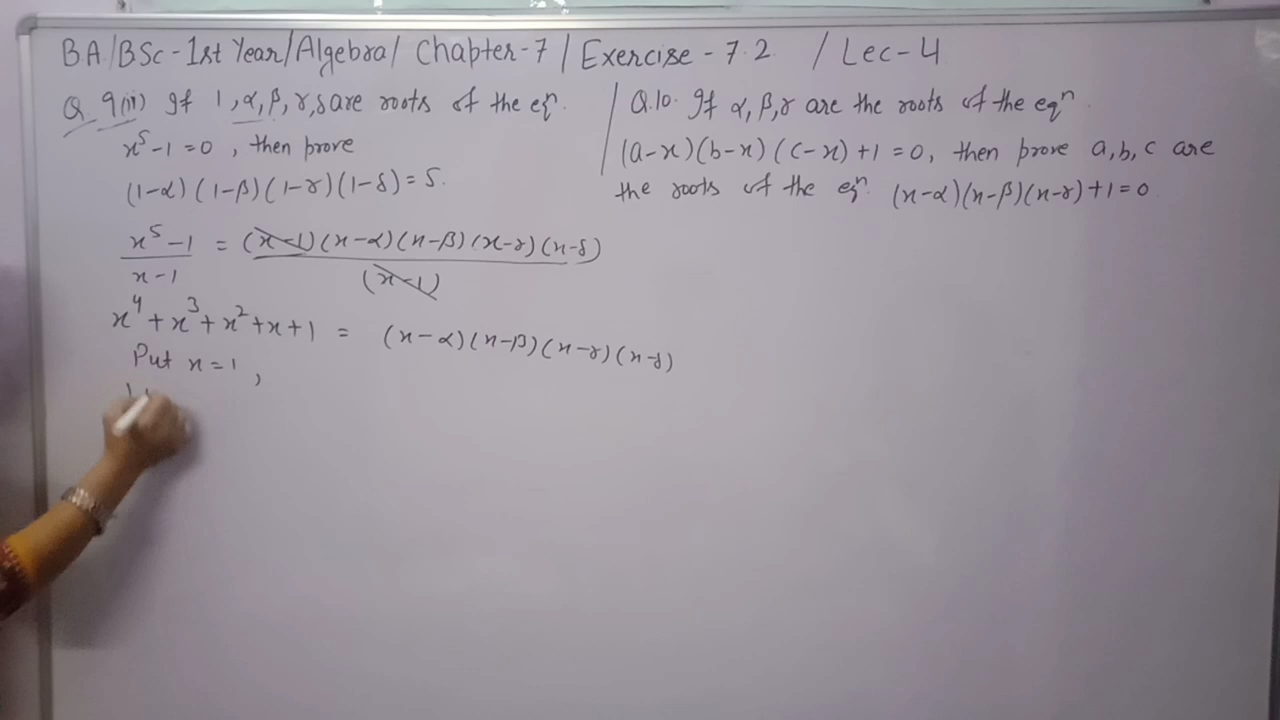 BA/BSc-1st Year/Algebra/ Chapter-7 / Exercise-7.2 / Lec-4
Q 9(ii) If 1, α, β, γ, δ are roots of the eqⁿ.
x⁵-1=0, then prove
(1-α)(1-β)(1-γ)(1-δ)=5.
Q.10. If α, β, γ are the roots of the eqⁿ.
(a-x)(b-x)(c-x)+1=0, then prove a,b,c are
the roots of the eqⁿ. (x-α)(x-β)(x-γ)+1=0
x⁵-1 / x-1 = (x-1)(x-α)(x-β)(x-γ)(x-δ) / (x-1)
x⁴+x³+x²+x+1 = (x-α)(x-β)(x-γ)(x-δ)
Put x=1,